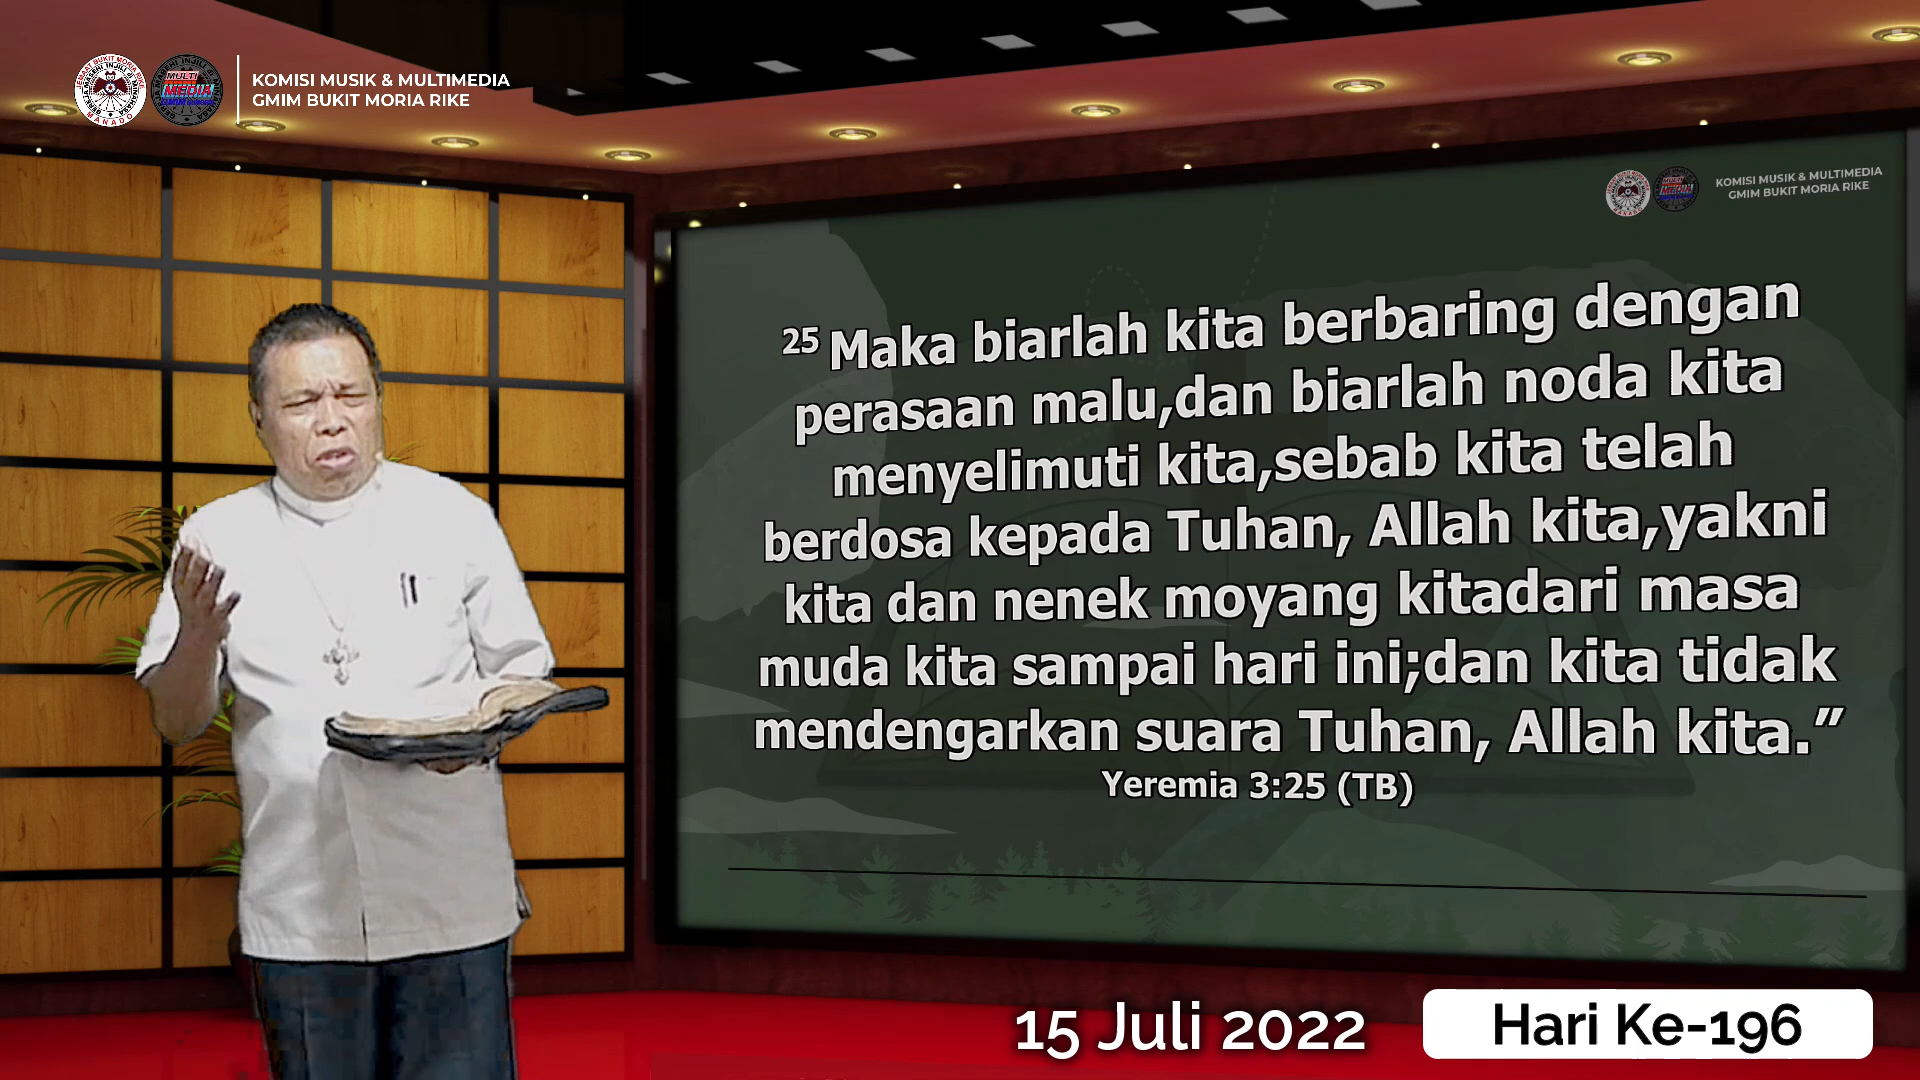 KOMISI MUSIK & MULTIMEDIA
GMIM BUKIT MORIA RIKE
MULTI
MEDIA
MANADO
KOMISI MUSIK & MULTIMEDIA
GMIM BUKIT MORIA RIKE
25 Maka biarlah kita berbaring dengan
perasaan malu,dan biarlah noda kita
menyelimuti kita,sebab kita telah
berdosa kepada Tuhan, Allah kita,yakni
kita dan nenek moyang kitadari masa
muda kita sampai hari ini;dan kita tidak
mendengarkan suara Tuhan, Allah kita.”
Yeremia 3:25 (TB)
15 Juli 2022
Hari Ke-196